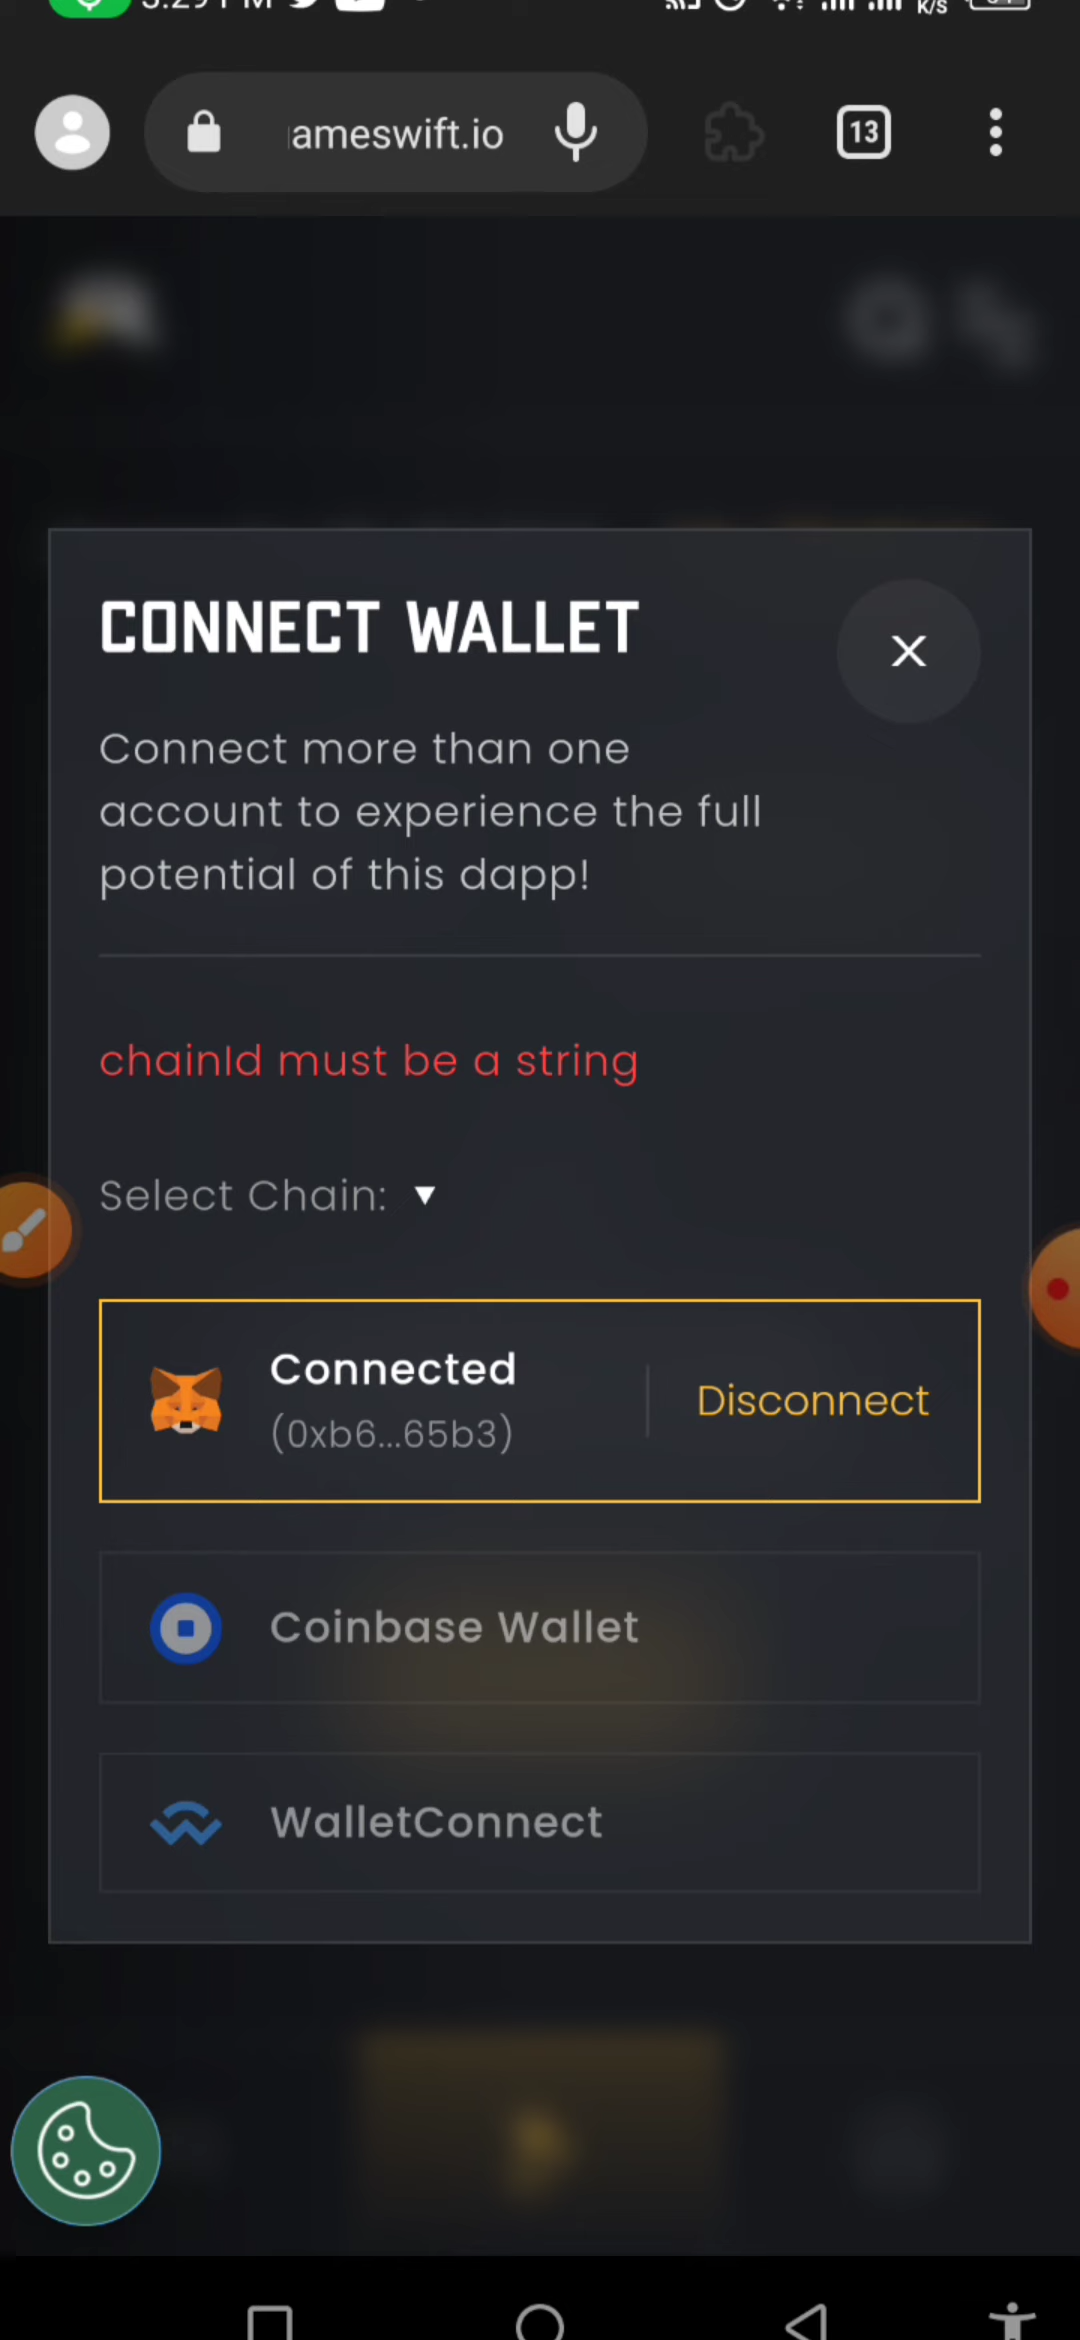 ameswift.io
13
K/S
CONNECT WALLET
Connect more than one
account to experience the full
potential of this dapp!
chainId must be a string
Select Chain:
Connected
(0xb6...65b3)
Disconnect
Coinbase Wallet
WalletConnect